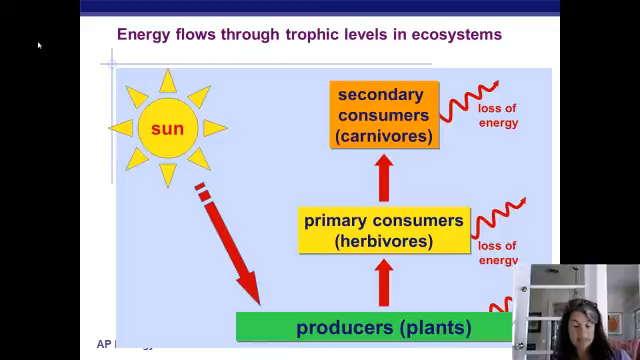 Energy flows through trophic levels in ecosystems
sun
secondary
consumers
(carnivores)
loss of
energy
primary consumers
(herbivores)
loss of
energy
producers (plants)
AP